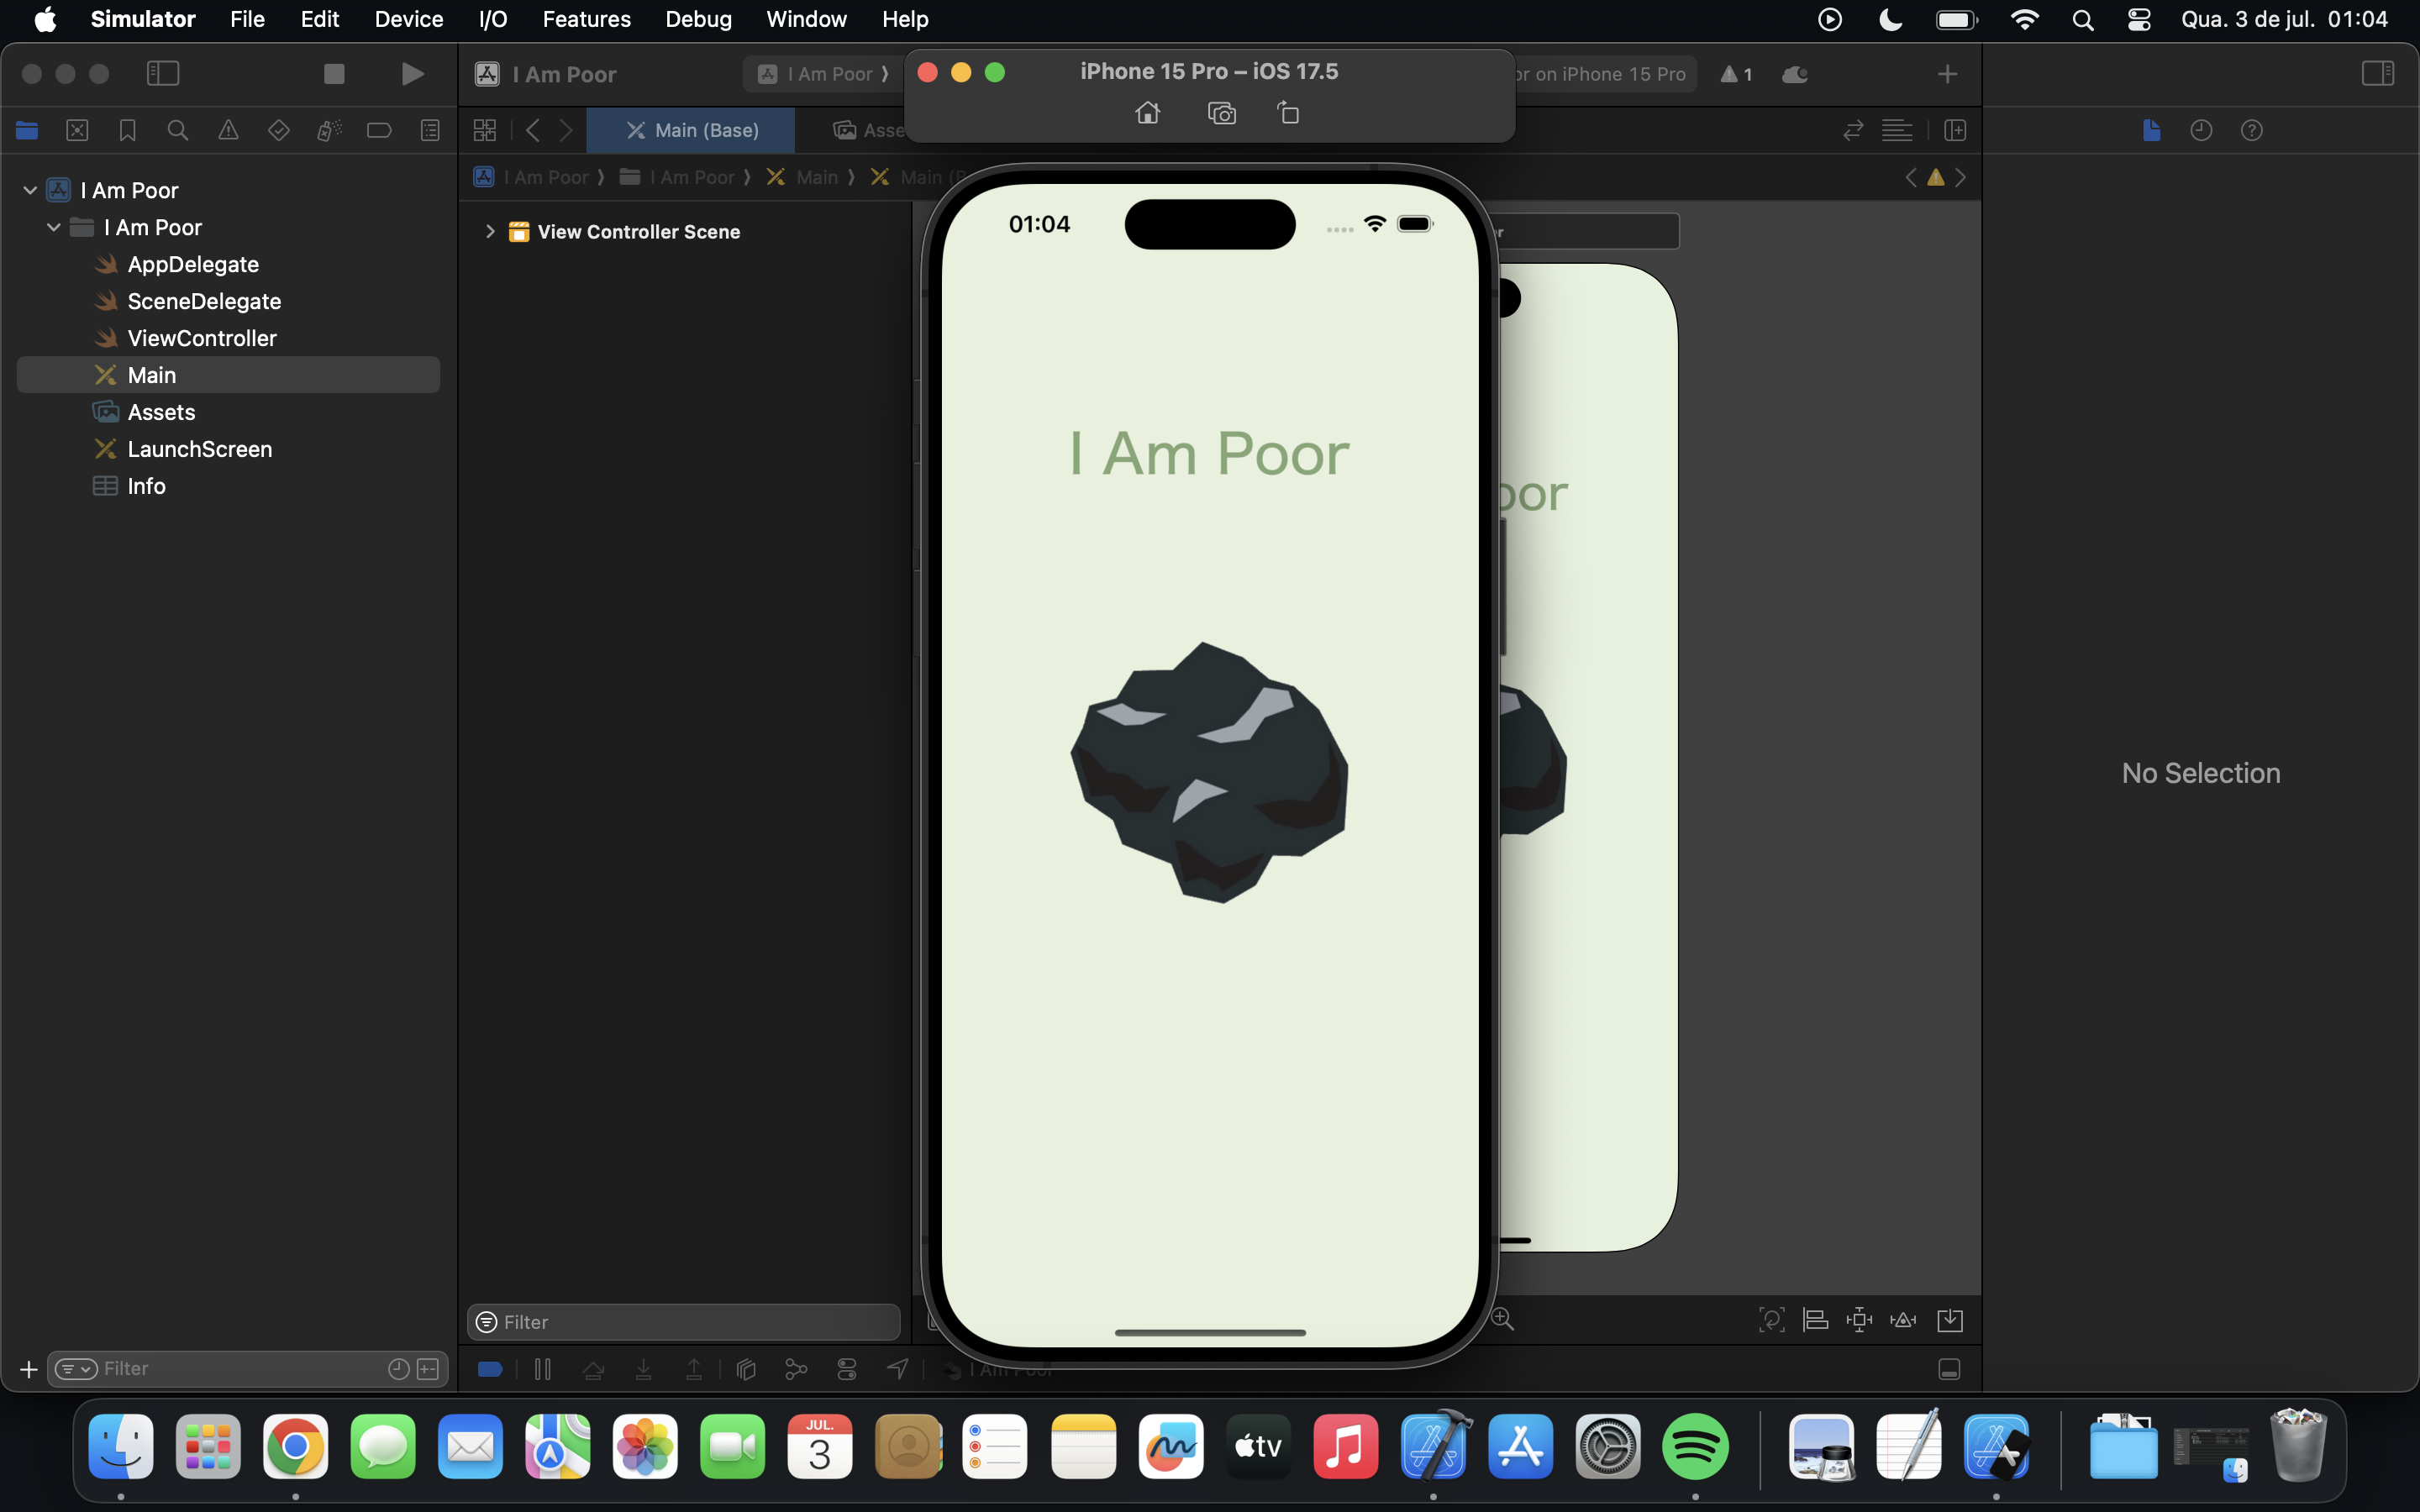 Simulator File Edit Device I/O Features Debug Window Help Qua. 3 de jul. 01:04
I Am Poor I Am Poor iPhone 15 Pro – iOS 17.5 on iPhone 15 Pro 1
Main (Base)
I Am Poor I Am Poor Main Main
I Am Poor
I Am Poor
AppDelegate
SceneDelegate
ViewController
Main
Assets
LaunchScreen
Info
View Controller Scene
01:04
I Am Poor
No Selection
Filter
Filter
I Am Poor
JUL.
3
tv